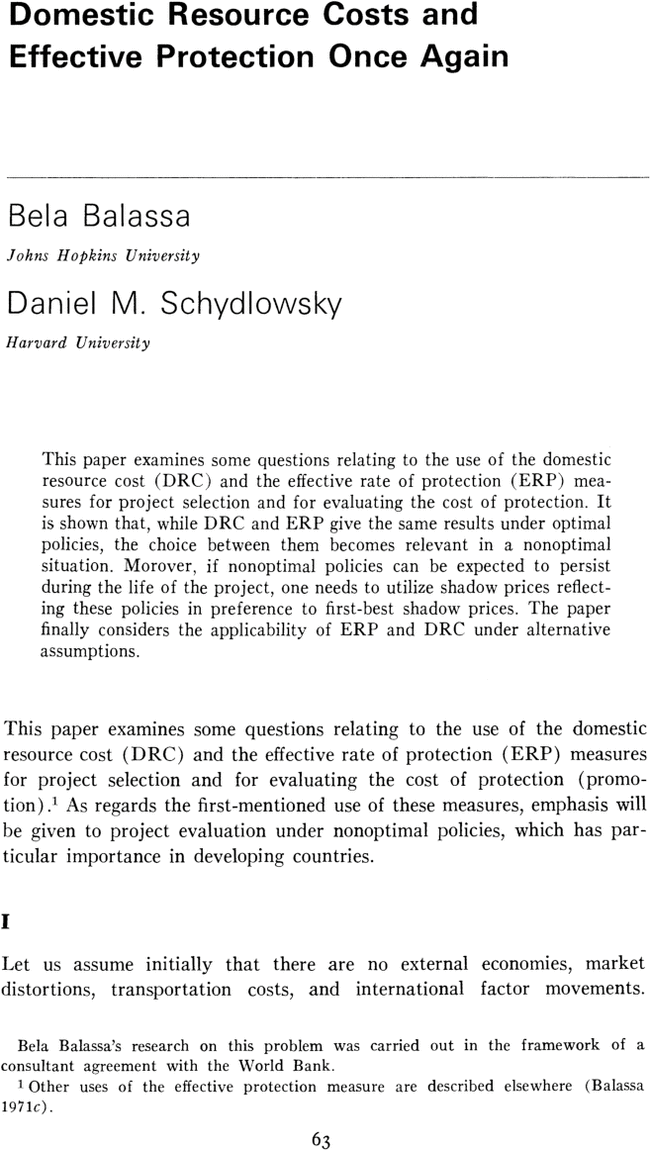 Domestic Resource Costs and
Effective Protection Once Again
Bela Balassa
Johns Hopkins University
Daniel M. Schydlowsky
Harvard University
This paper examines some questions relating to the use of the domestic
resource cost (DRC) and the effective rate of protection (ERP) mea-
sures for project selection and for evaluating the cost of protection. It
is shown that, while DRC and ERP give the same results under optimal
policies, the choice between them becomes relevant in a nonoptimal
situation. Morover, if nonoptimal policies can be expected to persist
during the life of the project, one needs to utilize shadow prices reflect-
ing these policies in preference to first-best shadow prices. The paper
finally considers the applicability of ERP and DRC under alternative
assumptions.
This paper examines some questions relating to the use of the domestic
resource cost (DRC) and the effective rate of protection (ERP) measures
for project selection and for evaluating the cost of protection (promo-
tion).¹ As regards the first-mentioned use of these measures, emphasis will
be given to project evaluation under nonoptimal policies, which has par-
ticular importance in developing countries.
I
Let us assume initially that there are no external economies, market
distortions, transportation costs, and international factor movements.
Bela Balassa's research on this problem was carried out in the framework of a
consultant agreement with the World Bank.
¹ Other uses of the effective protection measure are described elsewhere (Balassa
1971c).
63